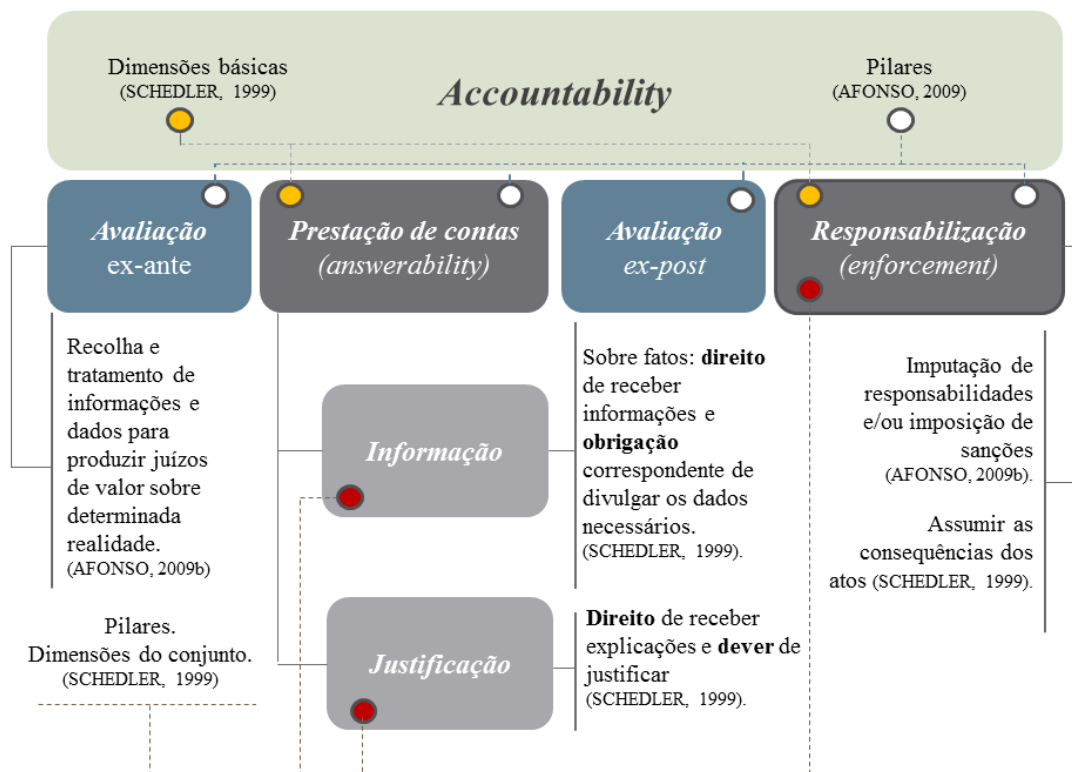 Dimensões básicas
(SCHEDLER, 1999)
Accountability
Pilares
(AFONSO, 2009)
Avaliação
ex-ante
Prestação de contas
(answerability)
Avaliação
ex-post
Responsabilização
(enforcement)
Recolha e
tratamento de
informações e
dados para
produzir juízos
de valor sobre
determinada
realidade.
(AFONSO, 2009b)
Pilares.
Dimensões do conjunto.
(SCHEDLER, 1999)
Informação
Justificação
Sobre fatos: direito
de receber
informações e
obrigação
correspondente de
divulgar os dados
necessários.
(SCHEDLER, 1999).
Direito de receber
explicações e dever de
justificar
(SCHEDLER, 1999).
Imputação de
responsabilidades
e/ou imposição de
sanções
(AFONSO, 2009b).
Assumir as
consequências dos
atos (SCHEDLER, 1999).